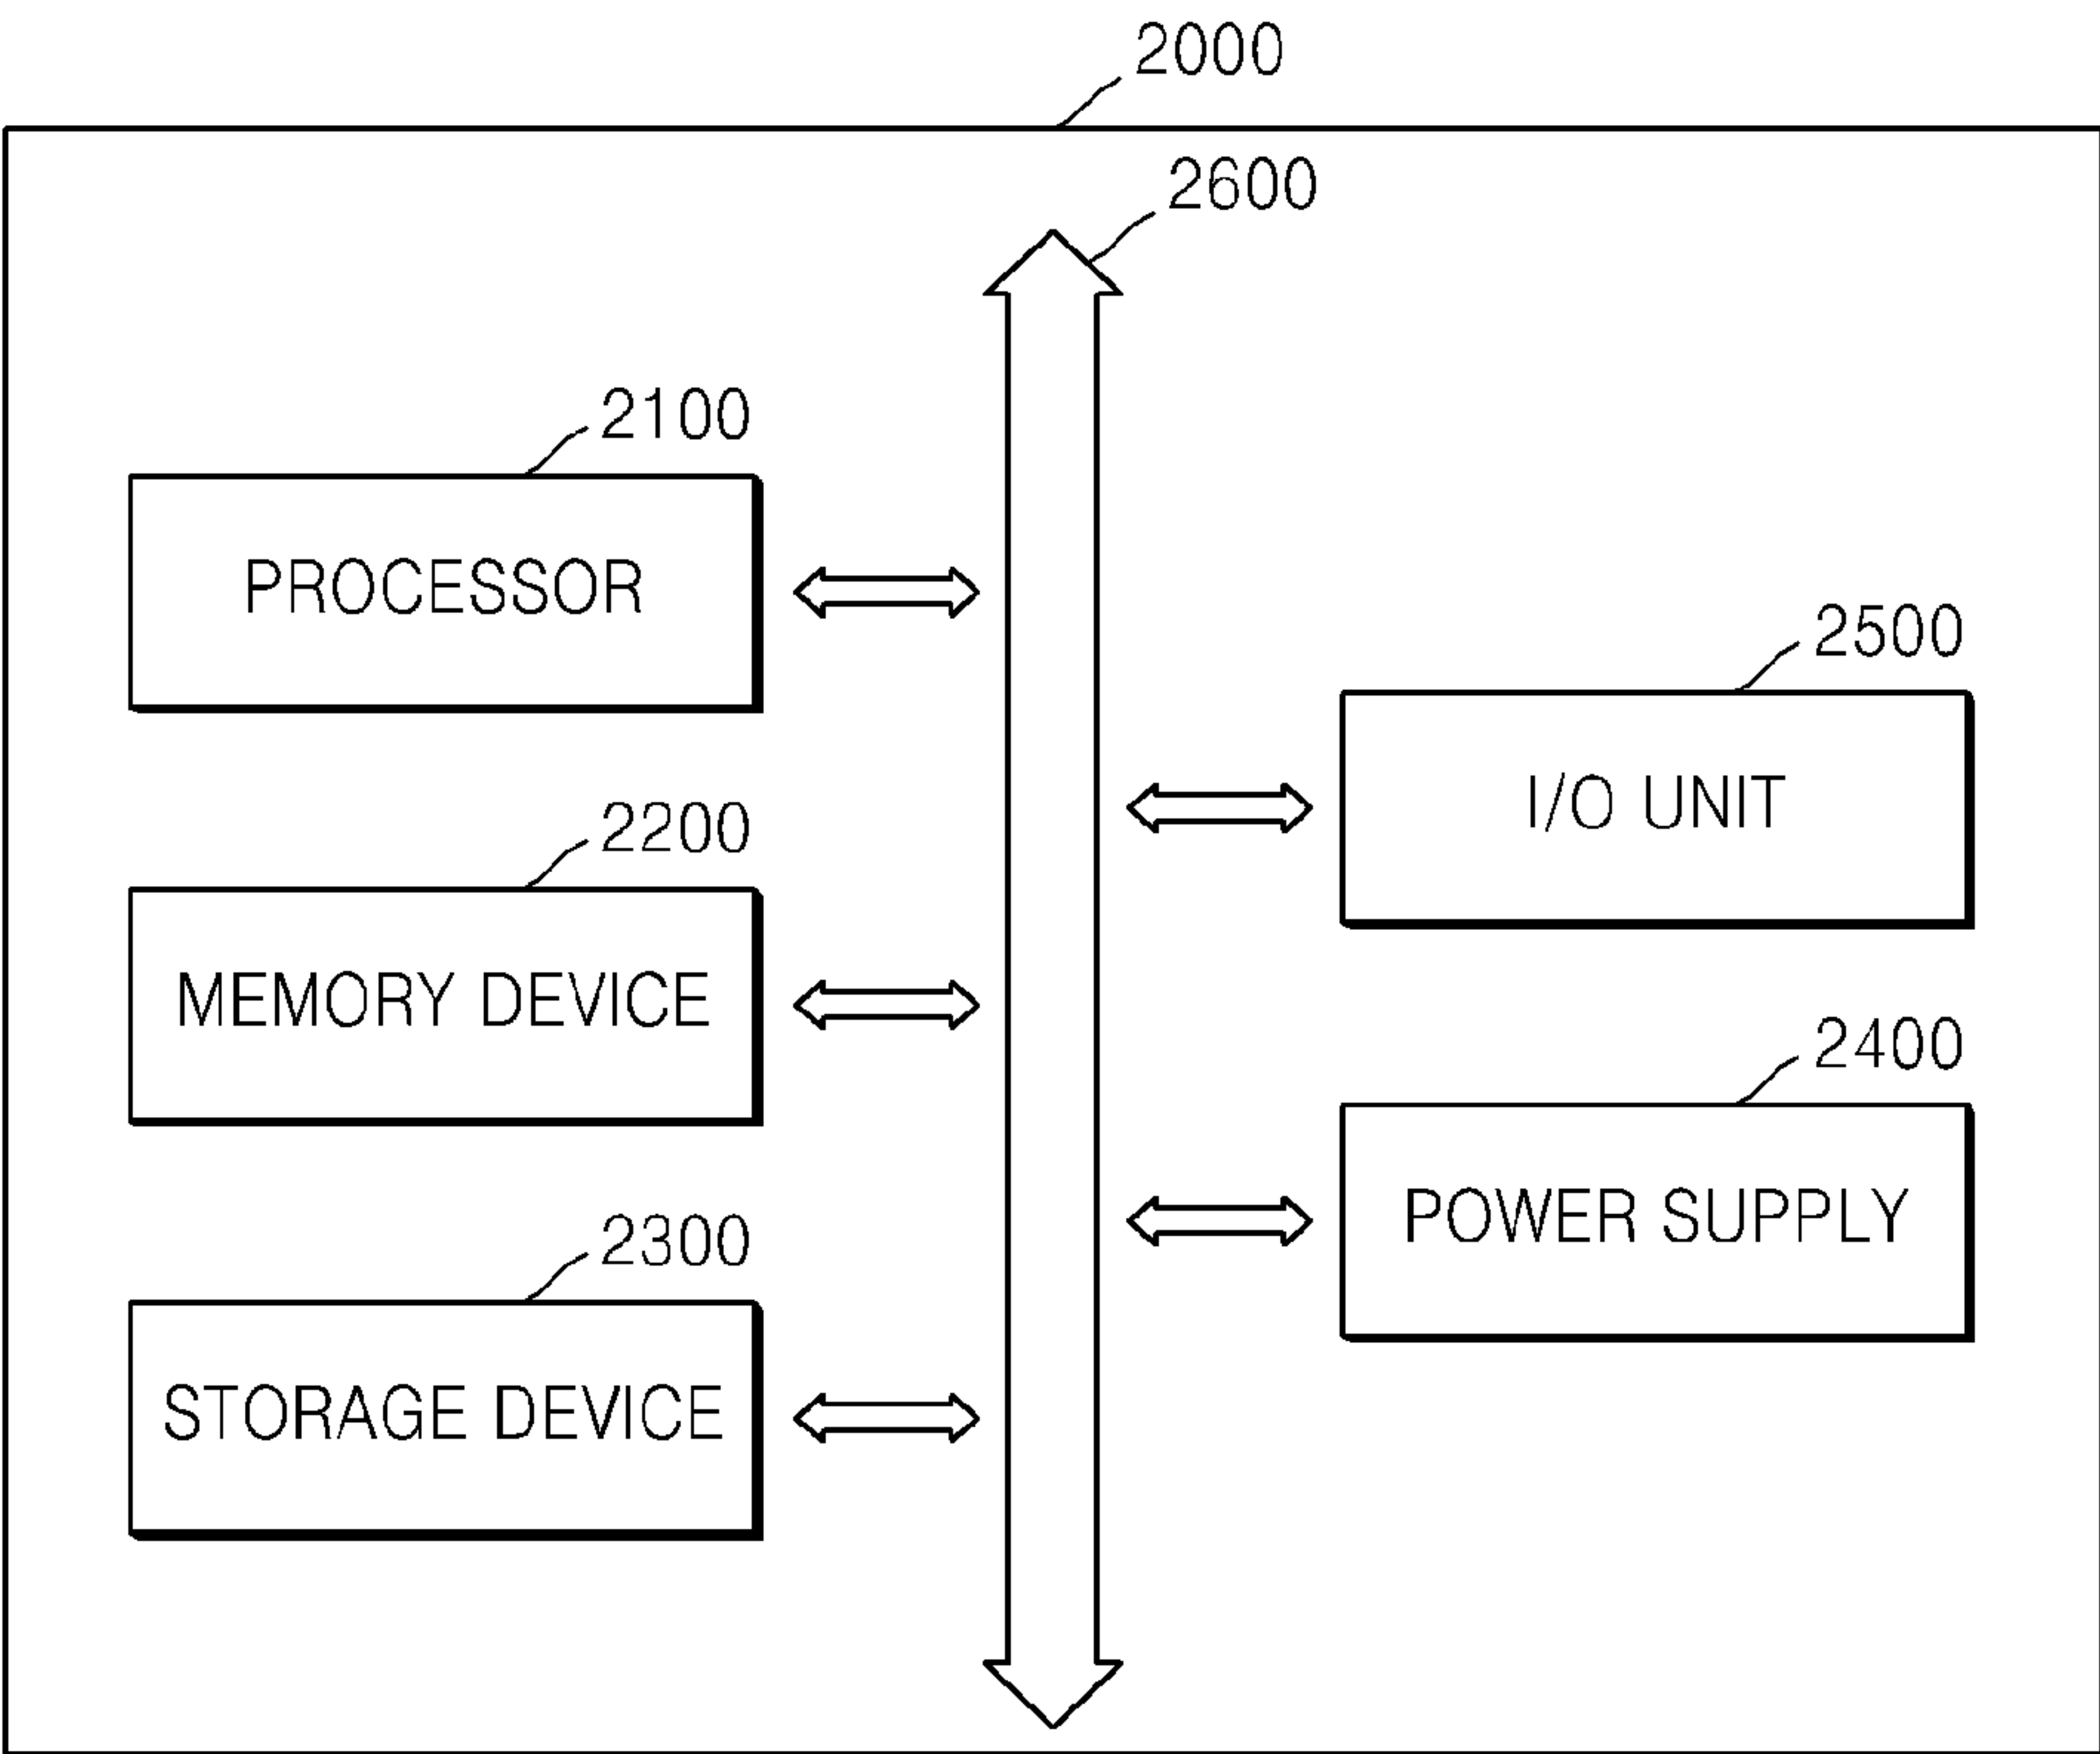 2000
2600
2100
PROCESSOR
2500
I/O UNIT
2200
MEMORY DEVICE
2400
POWER SUPPLY
2300
STORAGE DEVICE